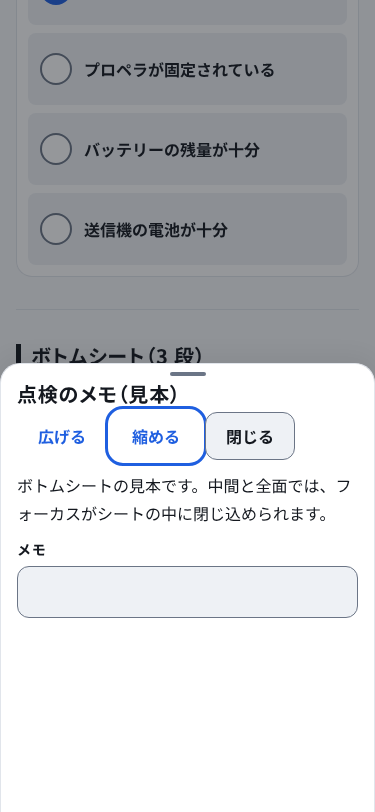 プロペラが固定されている
バッテリーの残量が十分
送信機の電池が十分
ボトムシート（3 段）
点検のメモ（見本）
広げる
縮める
閉じる
ボトムシートの見本です。中間と全面では、フ
ォーカスがシートの中に閉じ込められます。
メモ